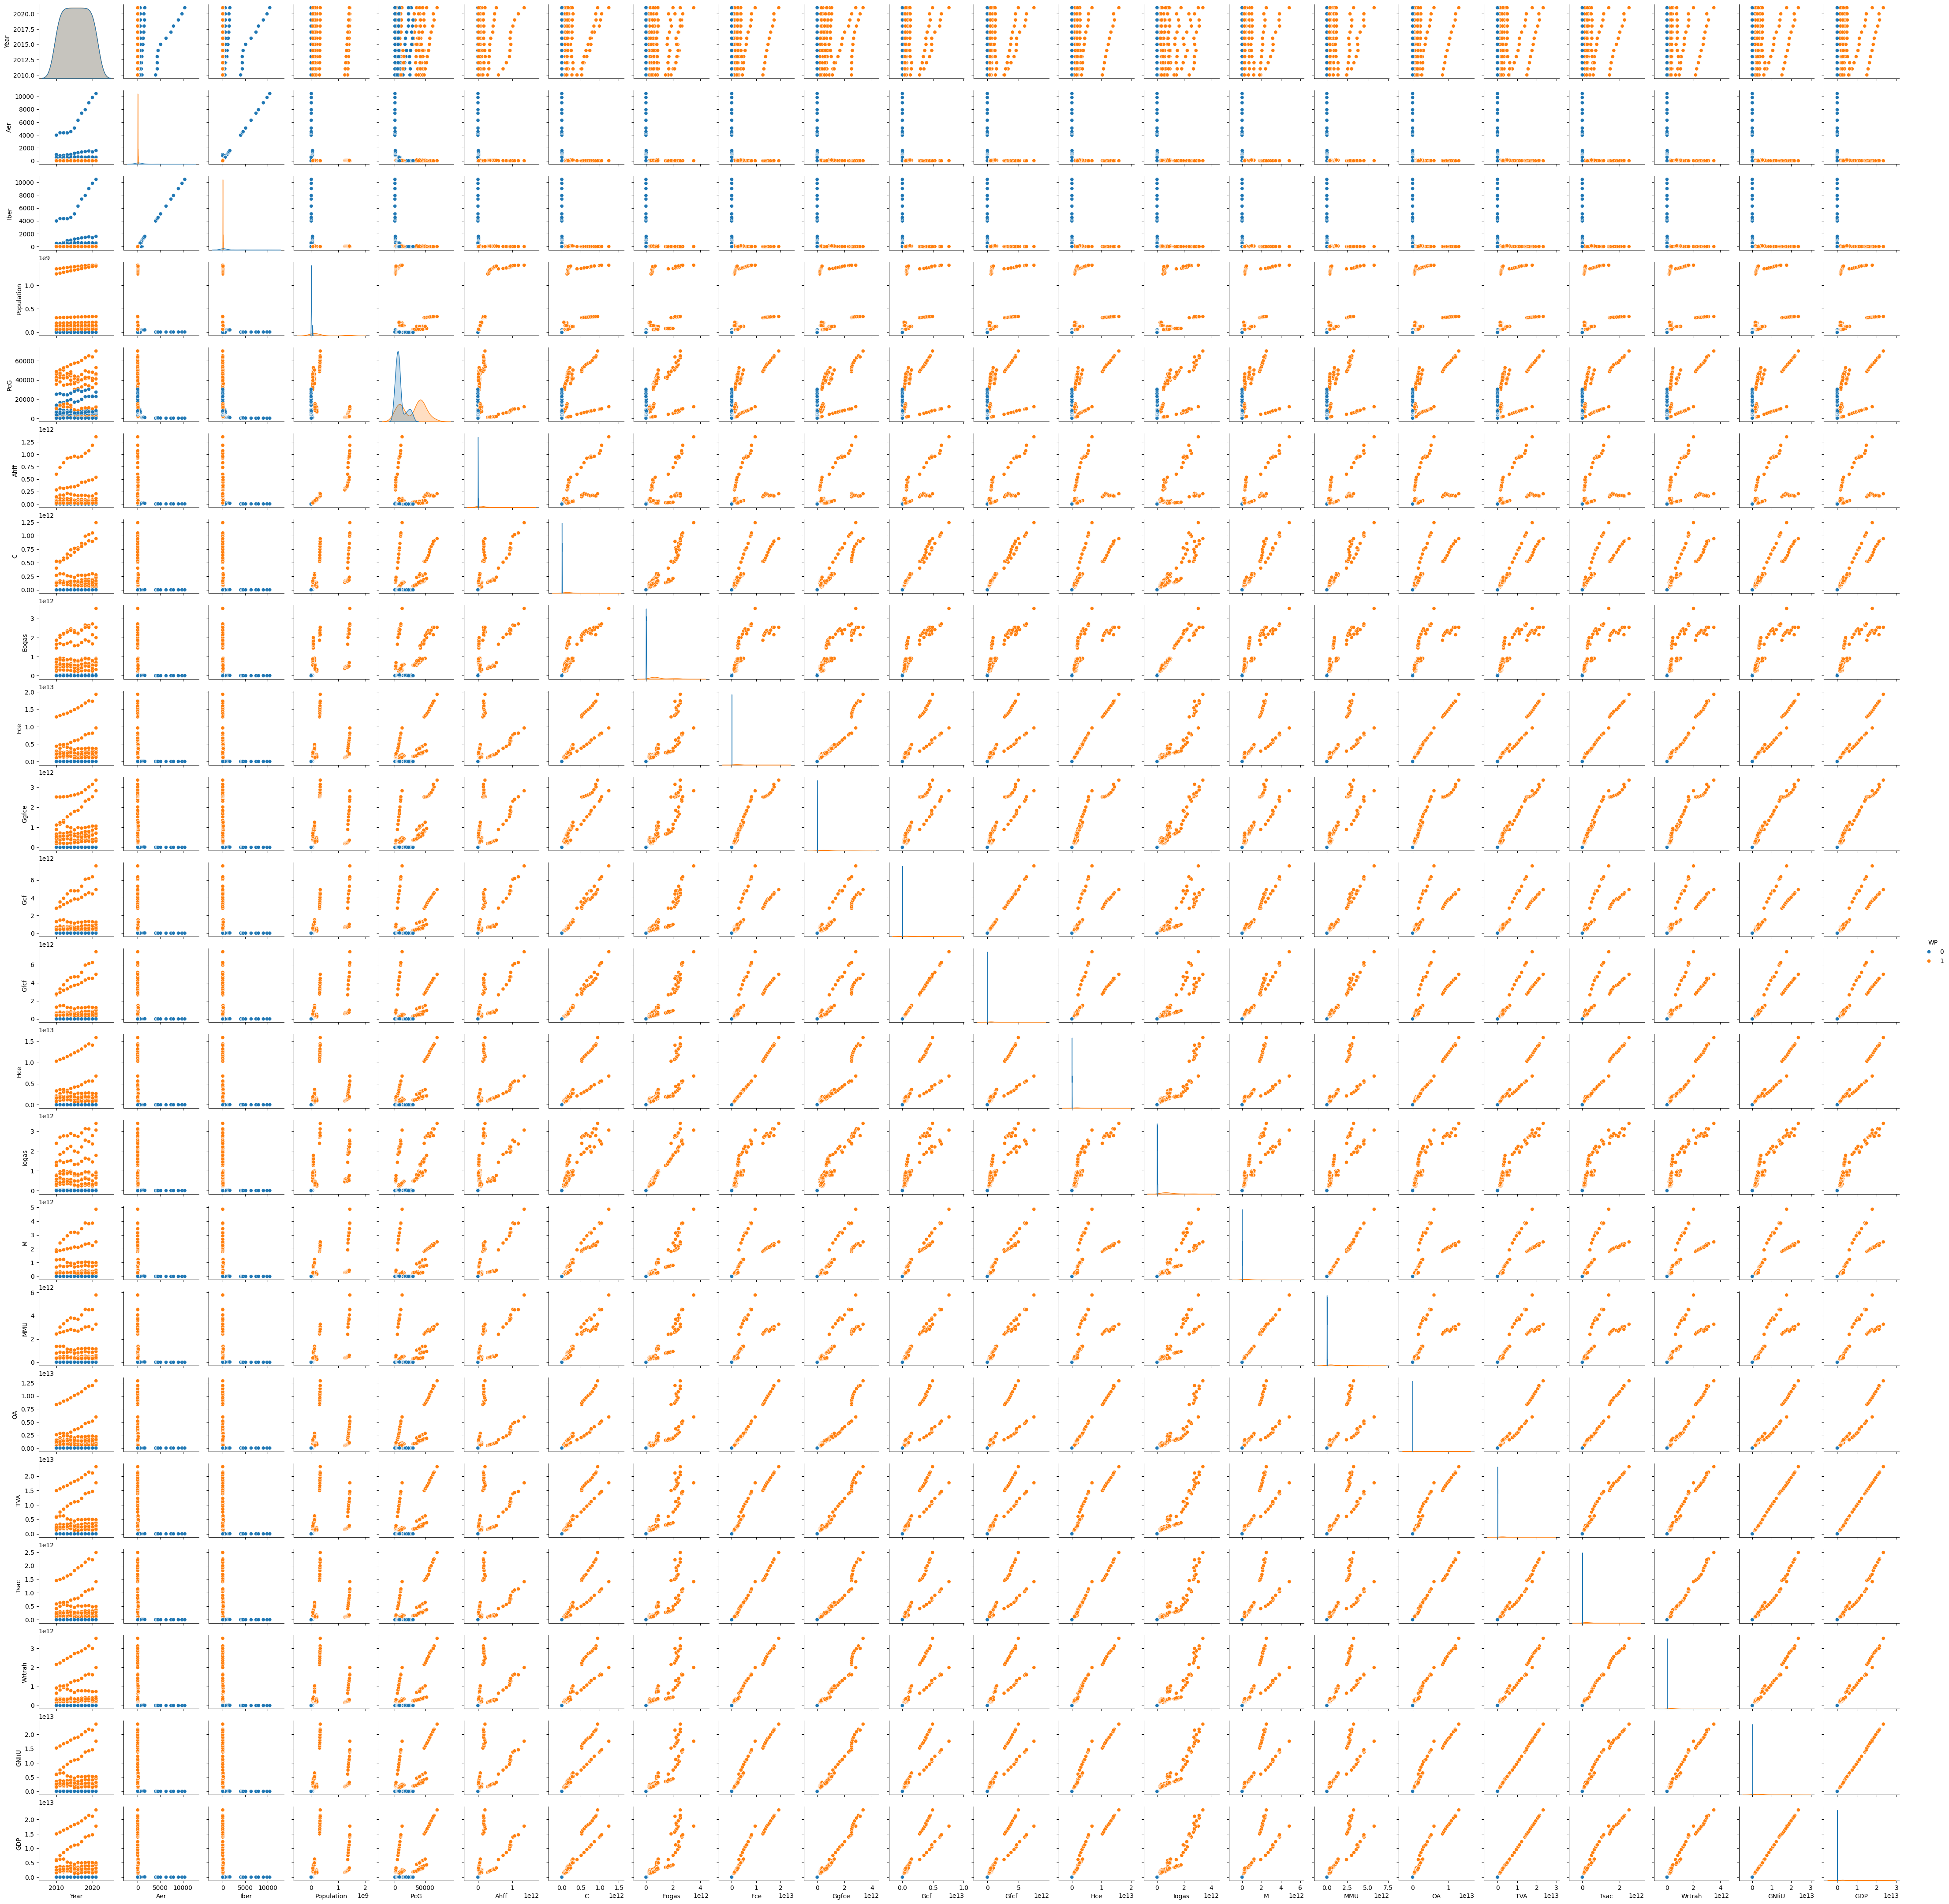 2020.0
2017.5
2015.0
2012.5
2010.0
Year
10000
8000
6000
4000
2000
0
Aer
10000
8000
6000
4000
2000
0
Iber
1e9
1.0
0.5
0.0
Population
60000
40000
20000
0
PcG
1e12
1.25
1.00
0.75
0.50
0.25
0.00
Ahff
1e12
1.25
1.00
0.75
0.50
0.25
0.00
C
1e12
3
2
1
0
Eogas
1e13
2.0
1.5
1.0
0.5
0.0
Fce
1e12
3
2
1
0
Ggfce
1e12
6
4
2
0
Gcf
1e12
6
4
2
0
Gfcf
WP
0
1
1e13
1.5
1.0
0.5
0.0
Hce
1e12
3
2
1
0
Iogas
1e12
5
4
3
2
1
0
M
1e12
6
4
2
0
MMU
1e13
1.25
1.00
0.75
0.50
0.25
0.00
OA
1e13
2.0
1.5
1.0
0.5
0.0
TVA
1e12
2.5
2.0
1.5
1.0
0.5
0.0
Tsac
1e12
3
2
1
0
Wrtrah
1e13
2.0
1.5
1.0
0.5
0.0
GNIiU
1e13
2.0
1.5
1.0
0.5
0.0
GDP
2010 2020 0 5000 10000 0 5000 10000 0 1 2 0 50000 0 1 0.0 0.5 1.0 1.5 0 2 4 0 1 2 0 2 4 0.0 0.5 1.0 0 5 0 1 2 0 2 4 0 2 4 6 0.0 2.5 5.0 7.5 0 1 0 1 2 3 0 1 2 0 2 4 0 1 2 3 0 1 2 3
Year Aer Iber Population 1e9 PcG Ahff 1e12 C 1e12 Eogas 1e12 Fce 1e13 Ggfce 1e12 Gcf 1e13 Gfcf 1e12 Hce 1e13 Iogas 1e12 M 1e12 MMU 1e12 OA 1e13 TVA 1e13 Tsac 1e12 Wrtrah 1e12 GNIiU 1e13 GDP 1e13